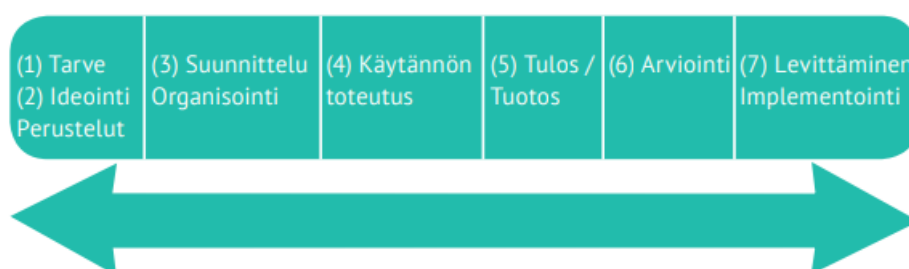 (1) Tarve
(2) Ideointi
Perustelut
(3) Suunnittelu
Organisointi
(4) Käytännön
toteutus
(5) Tulos /
Tuotos
(6) Arviointi
(7) Levittäminen
Implementointi